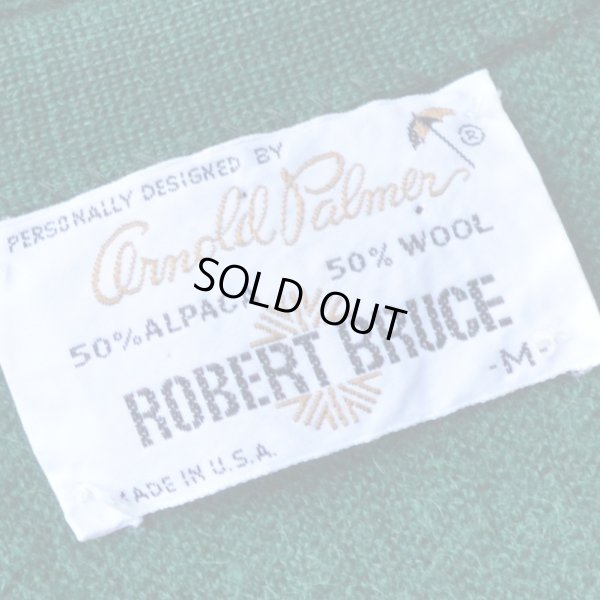 PERSONALLY DESIGNED BY
Arnold Palmer ®
50% ALPAC 50% WOOL
SOLD OUT
ROBERT BRUCE
-M-
MADE IN U.S.A.